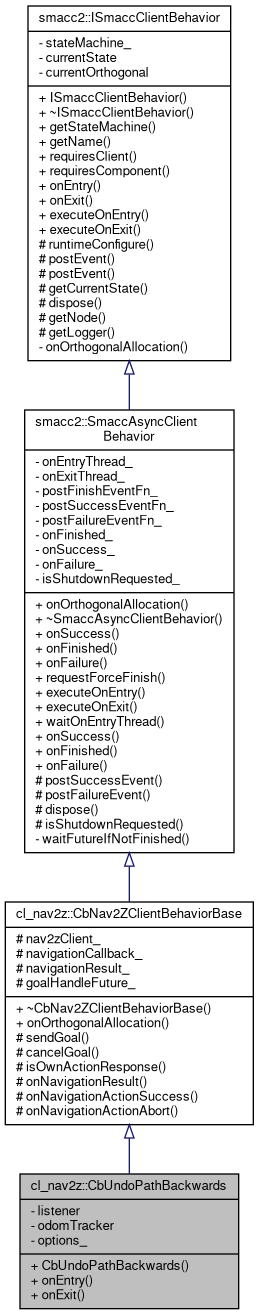 smacc2::ISmaccClientBehavior
- stateMachine_
- currentState
- currentOrthogonal
+ ISmaccClientBehavior()
+ ~ISmaccClientBehavior()
+ getStateMachine()
+ getName()
+ requiresClient()
+ requiresComponent()
+ onEntry()
+ onExit()
+ executeOnEntry()
+ executeOnExit()
# runtimeConfigure()
# postEvent()
# postEvent()
# getCurrentState()
# dispose()
# getNode()
# getLogger()
- onOrthogonalAllocation()
smacc2::SmaccAsyncClient
Behavior
- onEntryThread_
- onExitThread_
- postFinishEventFn_
- postSuccessEventFn_
- postFailureEventFn_
- onFinished_
- onSuccess_
- onFailure_
- isShutdownRequested_
+ onOrthogonalAllocation()
+ ~SmaccAsyncClientBehavior()
+ onSuccess()
+ onFinished()
+ onFailure()
+ requestForceFinish()
+ executeOnEntry()
+ executeOnExit()
+ waitOnEntryThread()
+ onSuccess()
+ onFinished()
+ onFailure()
# postSuccessEvent()
# postFailureEvent()
# dispose()
# isShutdownRequested()
- waitFutureIfNotFinished()
cl_nav2z::CbNav2ZClientBehaviorBase
# nav2zClient_
# navigationCallback_
# navigationResult_
# goalHandleFuture_
+ ~CbNav2ZClientBehaviorBase()
+ onOrthogonalAllocation()
# sendGoal()
# cancelGoal()
# isOwnActionResponse()
# onNavigationResult()
# onNavigationActionSuccess()
# onNavigationActionAbort()
cl_nav2z::CbUndoPathBackwards
- listener
- odomTracker
- options_
+ CbUndoPathBackwards()
+ onEntry()
+ onExit()